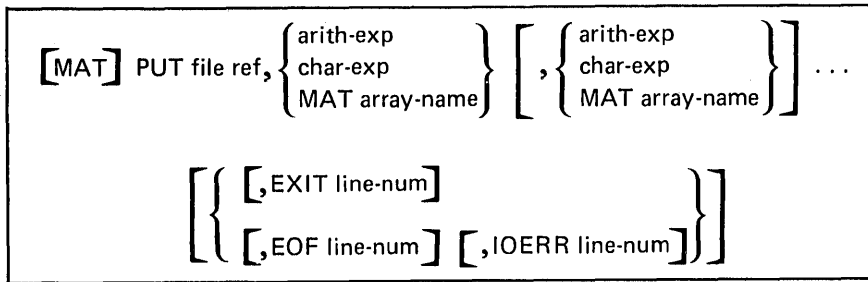 arith-exp arith-exp
[MAT] PUT file ref, { char-exp } [ , { char-exp } ] ...
MAT array-name MAT array-name
[ { [,EXIT line-num]
[,EOF line-num] [,IOERR line-num] } ]